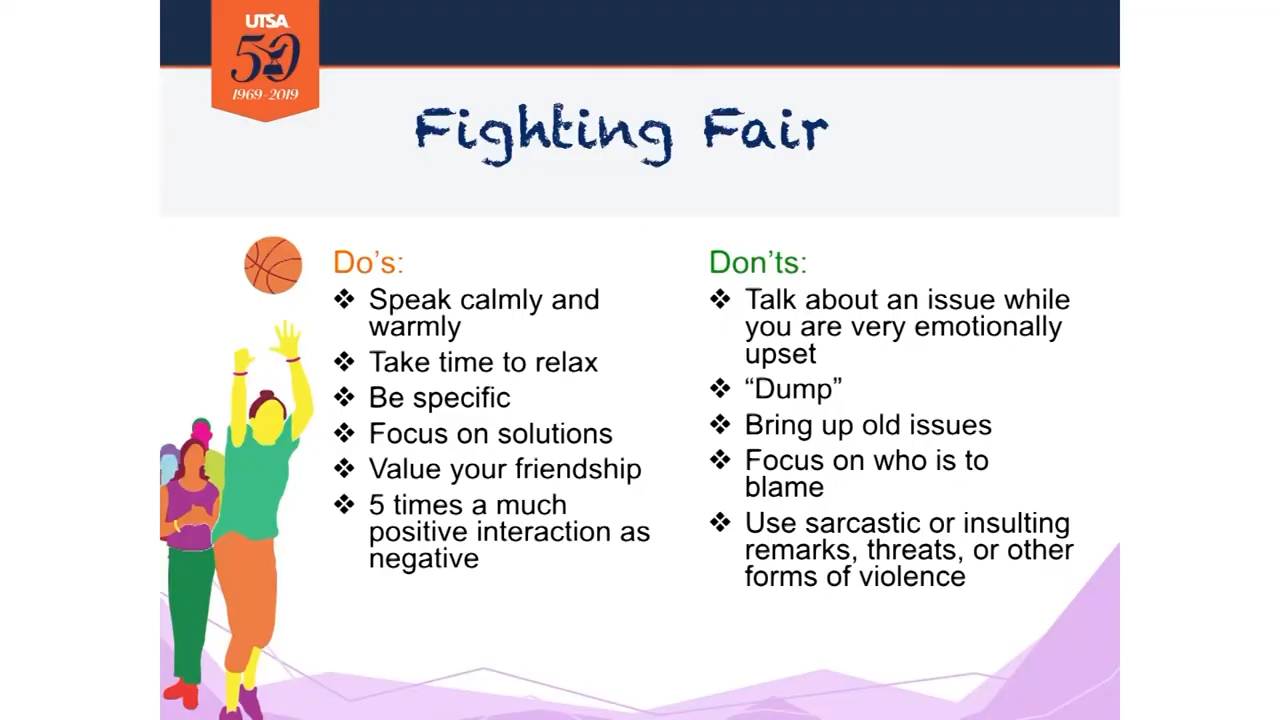 UTSA
50
1969-2019
Fighting Fair
Do's:
❖ Speak calmly and
warmly
❖ Take time to relax
❖ Be specific
❖ Focus on solutions
❖ Value your friendship
❖ 5 times a much
positive interaction as
negative
Don'ts:
❖ Talk about an issue while
you are very emotionally
upset
❖ “Dump”
❖ Bring up old issues
❖ Focus on who is to
blame
❖ Use sarcastic or insulting
remarks, threats, or other
forms of violence